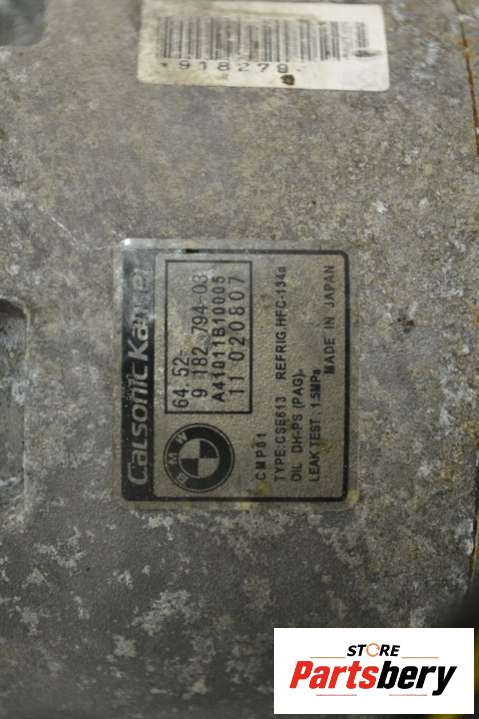 *918279
Calsonic Kansei
64.52-
9 182 794-03
A41011B10005
11 020807
BMW
CMP01
TYPE:CSE613 REFRIG.HFC-134a
OIL DH-PS (PAG).
LEAK TEST: 1.5MPa
MADE IN JAPAN
STORE
Partsbery